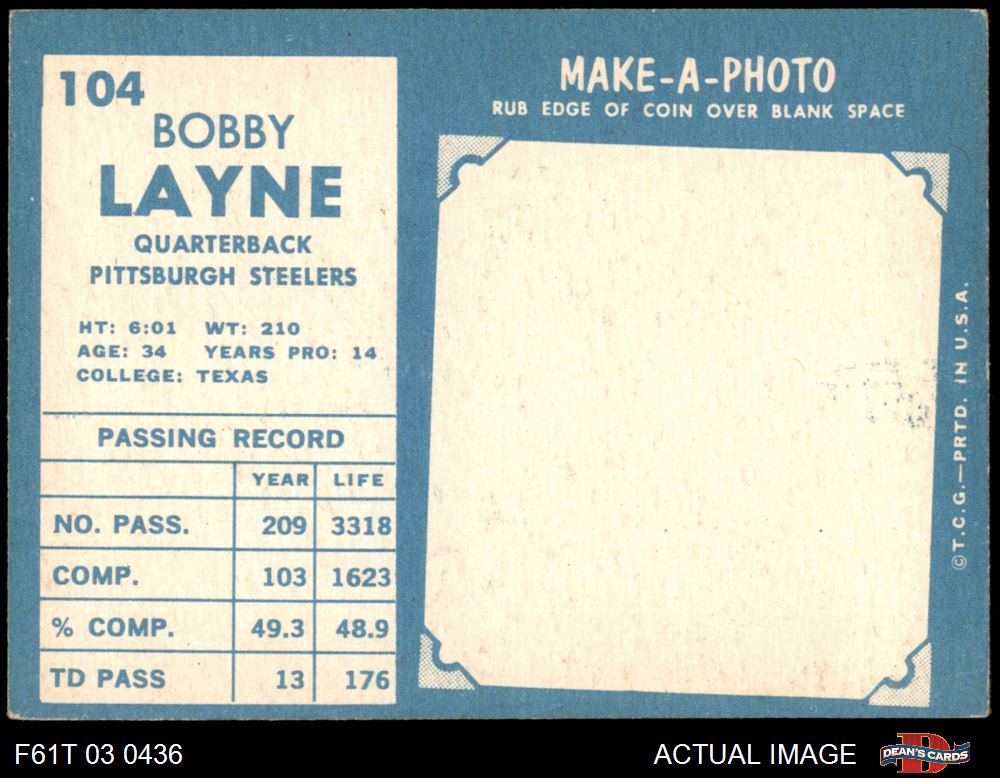 104
BOBBY
LAYNE
QUARTERBACK
PITTSBURGH STEELERS
HT: 6:01 WT: 210
AGE: 34 YEARS PRO: 14
COLLEGE: TEXAS
PASSING RECORD
YEAR LIFE
NO. PASS. 209 3318
COMP. 103 1623
% COMP. 49.3 48.9
TD PASS 13 176
MAKE-A-PHOTO
RUB EDGE OF COIN OVER BLANK SPACE
©T.C.G.—PRTD. IN U.S.A.
F61T 03 0436
ACTUAL IMAGE
D
DEAN'S CARDS